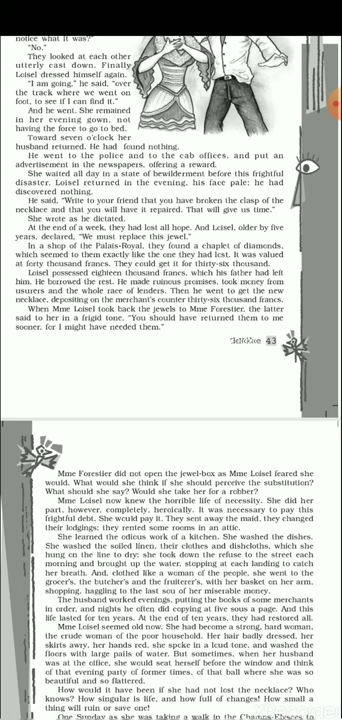 notice what it was?"
"No."
They looked at each other
utterly cast down. Finally
Loisel dressed himself again.
"I am going," he said, "over
the track where we went on
foot, to see if I can find it."
And he went. She remained
in her evening gown, not
having the force to go to bed.
Toward seven o'clock her
husband returned. He had found nothing.
He went to the police and to the cab offices, and put an
advertisement in the newspapers, offering a reward.
She waited all day in a state of bewilderment before this frightful
disaster. Loisel returned in the evening, his face pale; he had
discovered nothing.
He said, "Write to your friend that you have broken the clasp of the
necklace and that you will have it repaired. That will give us time."
She wrote as he dictated.
At the end of a week, they had lost all hope. And Loisel, older by five
years, declared, "We must replace this jewel."
In a shop of the Palais-Royal, they found a chaplet of diamonds,
which seemed to them exactly like the one they had lost. It was valued
at forty thousand francs. They could get it for thirty-six thousand.
Loisel possessed eighteen thousand francs, which his father had left
him. He borrowed the rest. He made ruinous promises, took money from
usurers and the whole race of lenders. Then he went to get the new
necklace, depositing on the merchant's counter thirty-six thousand francs.
When Mme Loisel took back the jewels to Mme Forestier, the latter
said to her in a frigid tone, "You should have returned them to me
sooner, for I might have needed them."
43
Mme Forestier did not open the jewel-box as Mme Loisel feared she
would. What would she think if she should perceive the substitution?
What should she say? Would she take her for a robber?
Mme Loisel now knew the horrible life of necessity. She did her
part, however, completely, heroically. It was necessary to pay this
frightful debt. She would pay it. They sent away the maid, they changed
their lodgings; they rented some rooms in an attic.
She learned the odious work of a kitchen. She washed the dishes.
She washed the soiled linen, their clothes and dishcloths, which she
hung on the line to dry; she took down the refuse to the street each
morning and brought up the water, stopping at each landing to catch
her breath. And, clothed like a woman of the people, she went to the
grocer's, the butcher's and the fruiterer's, with her basket on her arm,
shopping, haggling to the last sou of her miserable money.
The husband worked evenings, putting the books of some merchants
in order, and nights he often did copying at five sous a page. And this
life lasted for ten years. At the end of ten years, they had restored all.
Mme Loisel seemed old now. She had become a strong, hard woman,
the crude woman of the poor household. Her hair badly dressed, her
skirts awry, her hands red, she spoke in a loud tone, and washed the
floors with large pails of water. But sometimes, when her husband
was at the office, she would seat herself before the window and think
of that evening party of former times, of that ball where she was so
beautiful and so flattered.
How would it have been if she had not lost the necklace? Who
knows? How singular is life, and how full of changes! How small a
thing will ruin or save one!
One Sunday as she was taking a walk in the Champs-Elysees to